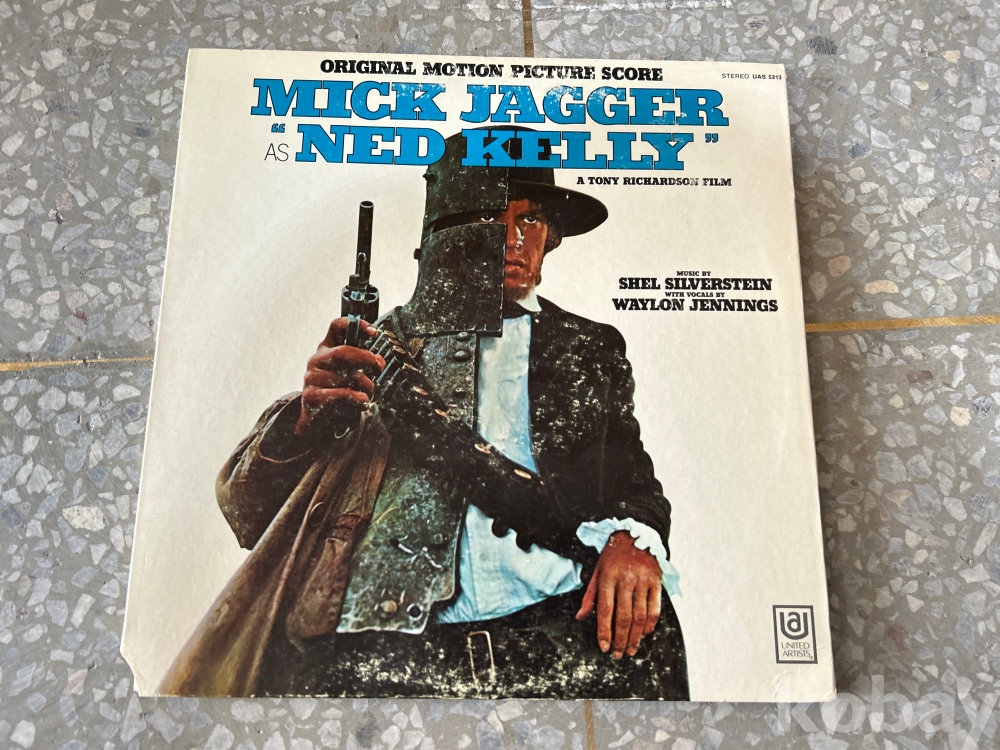 ORIGINAL MOTION PICTURE SCORE
STEREO UAS 5213
MICK JAGGER
AS "NED KELLY"
A TONY RICHARDSON FILM
MUSIC BY
SHEL SILVERSTEIN
WITH VOCALS BY
WAYLON JENNINGS
UA
UNITED
ARTISTS
kobay